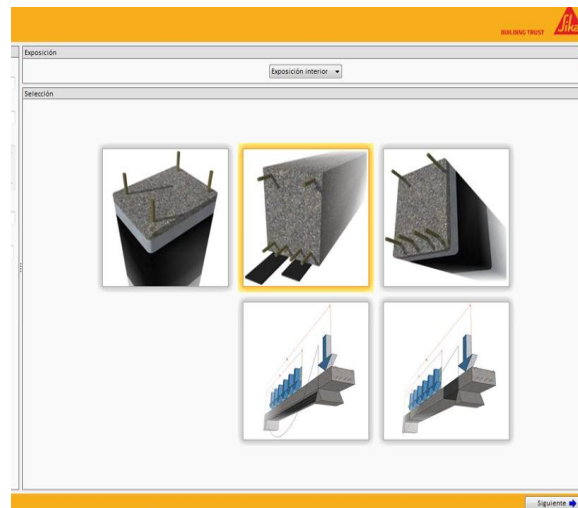 BUILDING TRUST
Sika
Exposición
Exposición interior
Selección
Siguiente